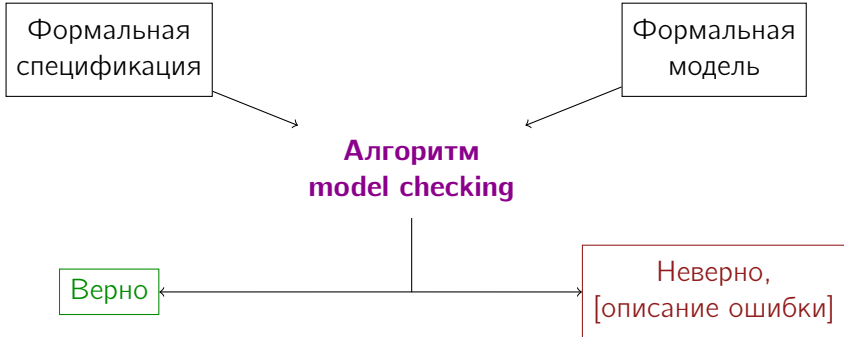 Формальная
спецификация
Формальная
модель
Алгоритм
model checking
Верно
Неверно,
[описание ошибки]